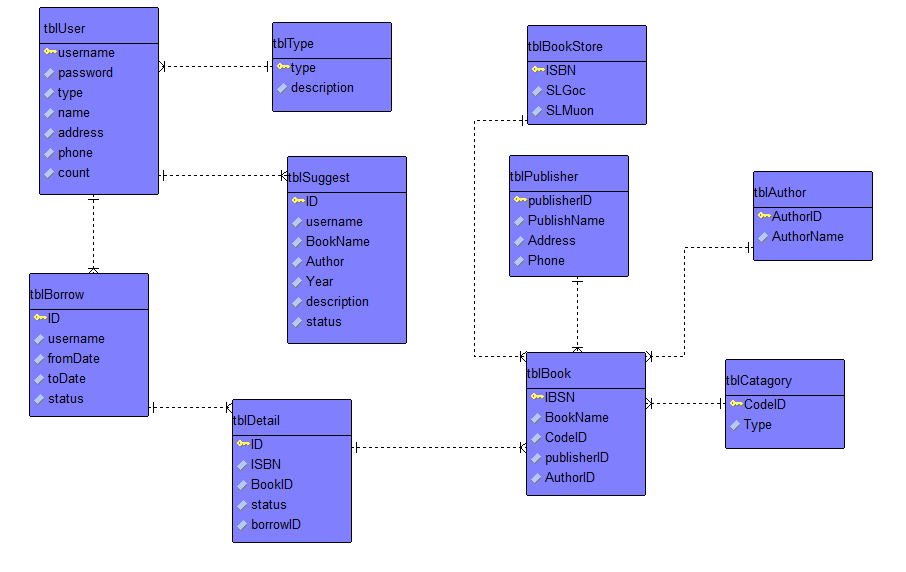 tblUser
username
password
type
name
address
phone
count
tblType
type
description
tblBookStore
ISBN
SLGoc
SLMuon
tblSuggest
ID
username
BookName
Author
Year
description
status
tblPublisher
publisherID
PublishName
Address
Phone
tblAuthor
AuthorID
AuthorName
tblBorrow
ID
username
fromDate
toDate
status
tblDetail
ID
ISBN
BookID
status
borrowID
tblBook
IBSN
BookName
CodeID
publisherID
AuthorID
tblCatagory
CodeID
Type